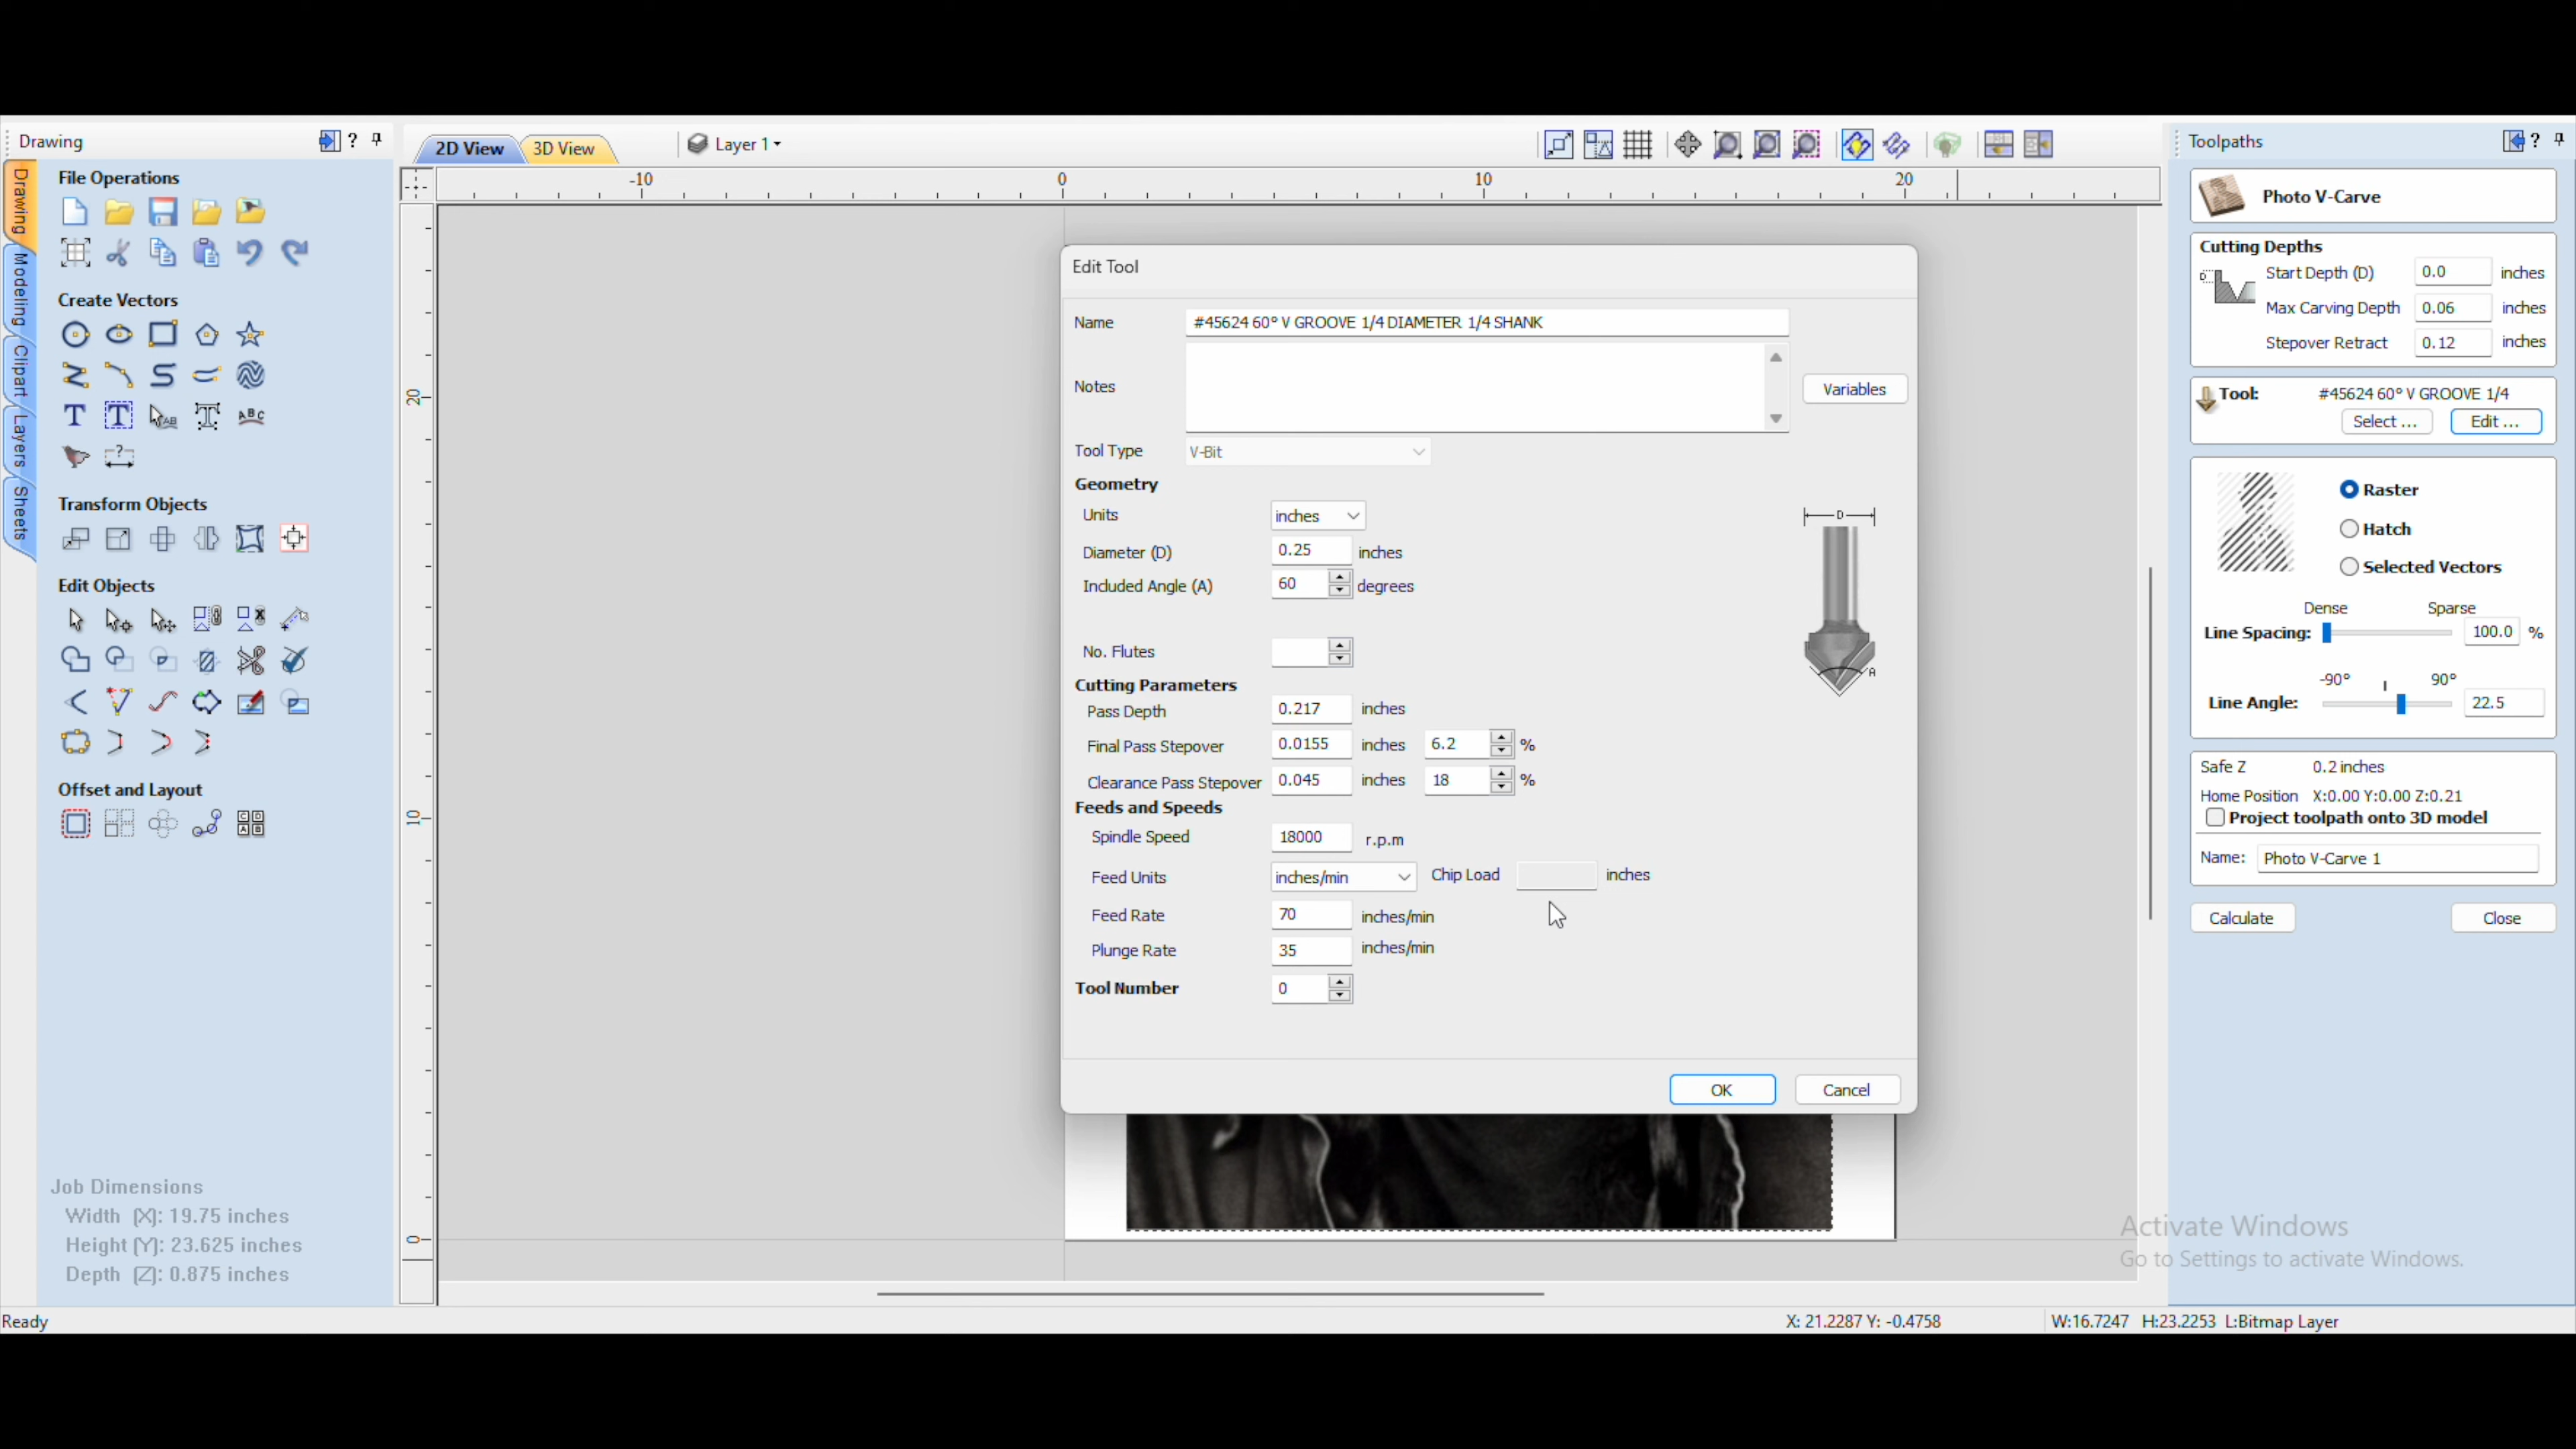 Drawing
?
Drawing
Modeling
Clipart
Layers
Sheets
File Operations
Create Vectors
Transform Objects
Edit Objects
Offset and Layout
Job Dimensions
Width (X): 19.75 inches
Height (Y): 23.625 inches
Depth (Z): 0.875 inches
Ready
2D View
3D View
Layer 1
-10
0
10
20
20
10
0
Edit Tool
Name
#45624 60° V GROOVE 1/4 DIAMETER 1/4 SHANK
Notes
Variables
Tool Type
V-Bit
Geometry
Units
inches
Diameter (D)
0.25
inches
Included Angle (A)
60
degrees
D
A
No. Flutes
Cutting Parameters
Pass Depth
0.217
inches
Final Pass Stepover
0.0155
inches
6.2
%
Clearance Pass Stepover
0.045
inches
18
%
Feeds and Speeds
Spindle Speed
18000
r.p.m
Feed Units
inches/min
Chip Load
inches
Feed Rate
70
inches/min
Plunge Rate
35
inches/min
Tool Number
0
OK
Cancel
Toolpaths
?
Photo V-Carve
Cutting Depths
D
Start Depth (D)
0.0
inches
Max Carving Depth
0.06
inches
Stepover Retract
0.12
inches
Tool:
#45624 60° V GROOVE 1/4
Select ...
Edit ...
Raster
Hatch
Selected Vectors
Dense
Sparse
Line Spacing:
100.0
%
-90°
90°
Line Angle:
22.5
Safe Z
0.2 inches
Home Position
X:0.00 Y:0.00 Z:0.21
Project toolpath onto 3D model
Name:
Photo V-Carve 1
Calculate
Close
Activate Windows
Go to Settings to activate Windows.
X: 21.2287 Y: -0.4758
W:16.7247 H:23.2253 L:Bitmap Layer